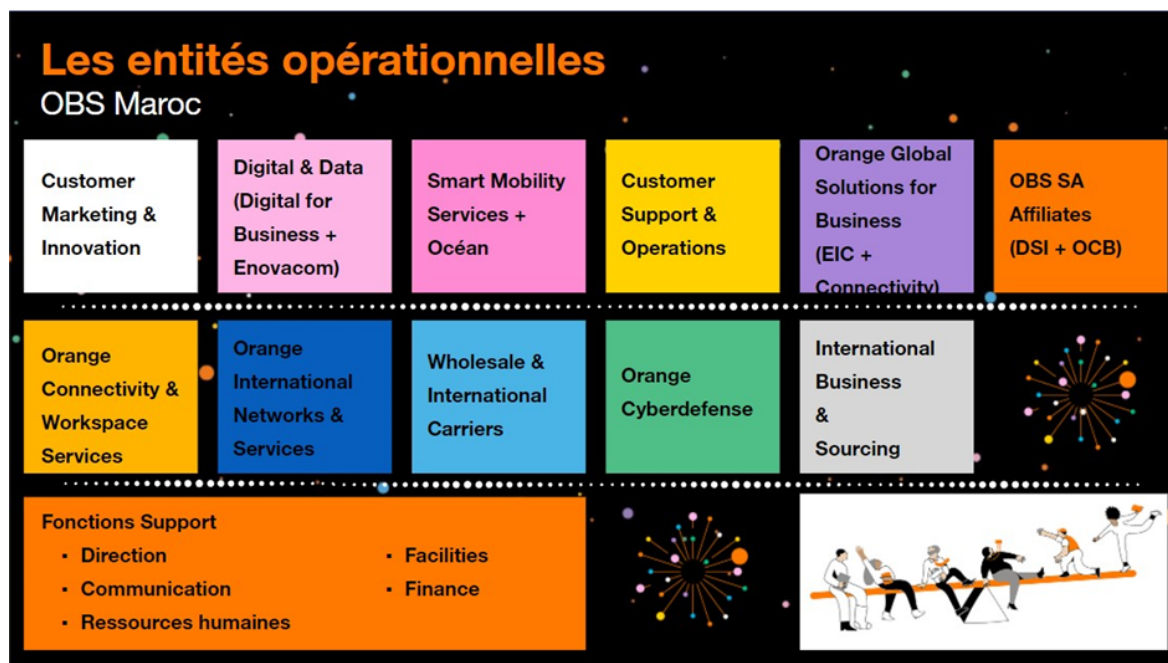 Les entités opérationnelles
OBS Maroc
Customer
Marketing &
Innovation
Digital & Data
(Digital for
Business +
Enovacom)
Smart Mobility
Services +
Océan
Customer
Support &
Operations
Orange Global
Solutions for
Business
(EIC +
Connectivity)
OBS SA
Affiliates
(DSI + OCB)
Orange
Connectivity &
Workspace
Services
Orange
International
Networks &
Services
Wholesale &
International
Carriers
Orange
Cyberdefense
International
Business
&
Sourcing
Fonctions Support
▪ Direction
▪ Communication
▪ Ressources humaines
▪ Facilities
▪ Finance